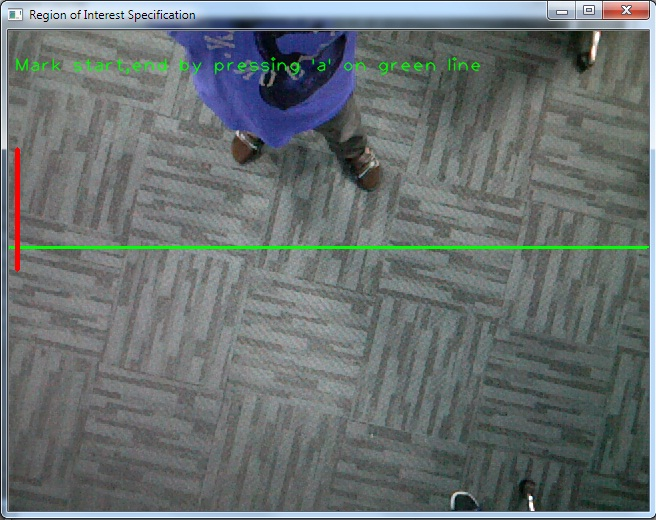 Region of Interest Specification
Mark start,end by pressing 'a' on green line